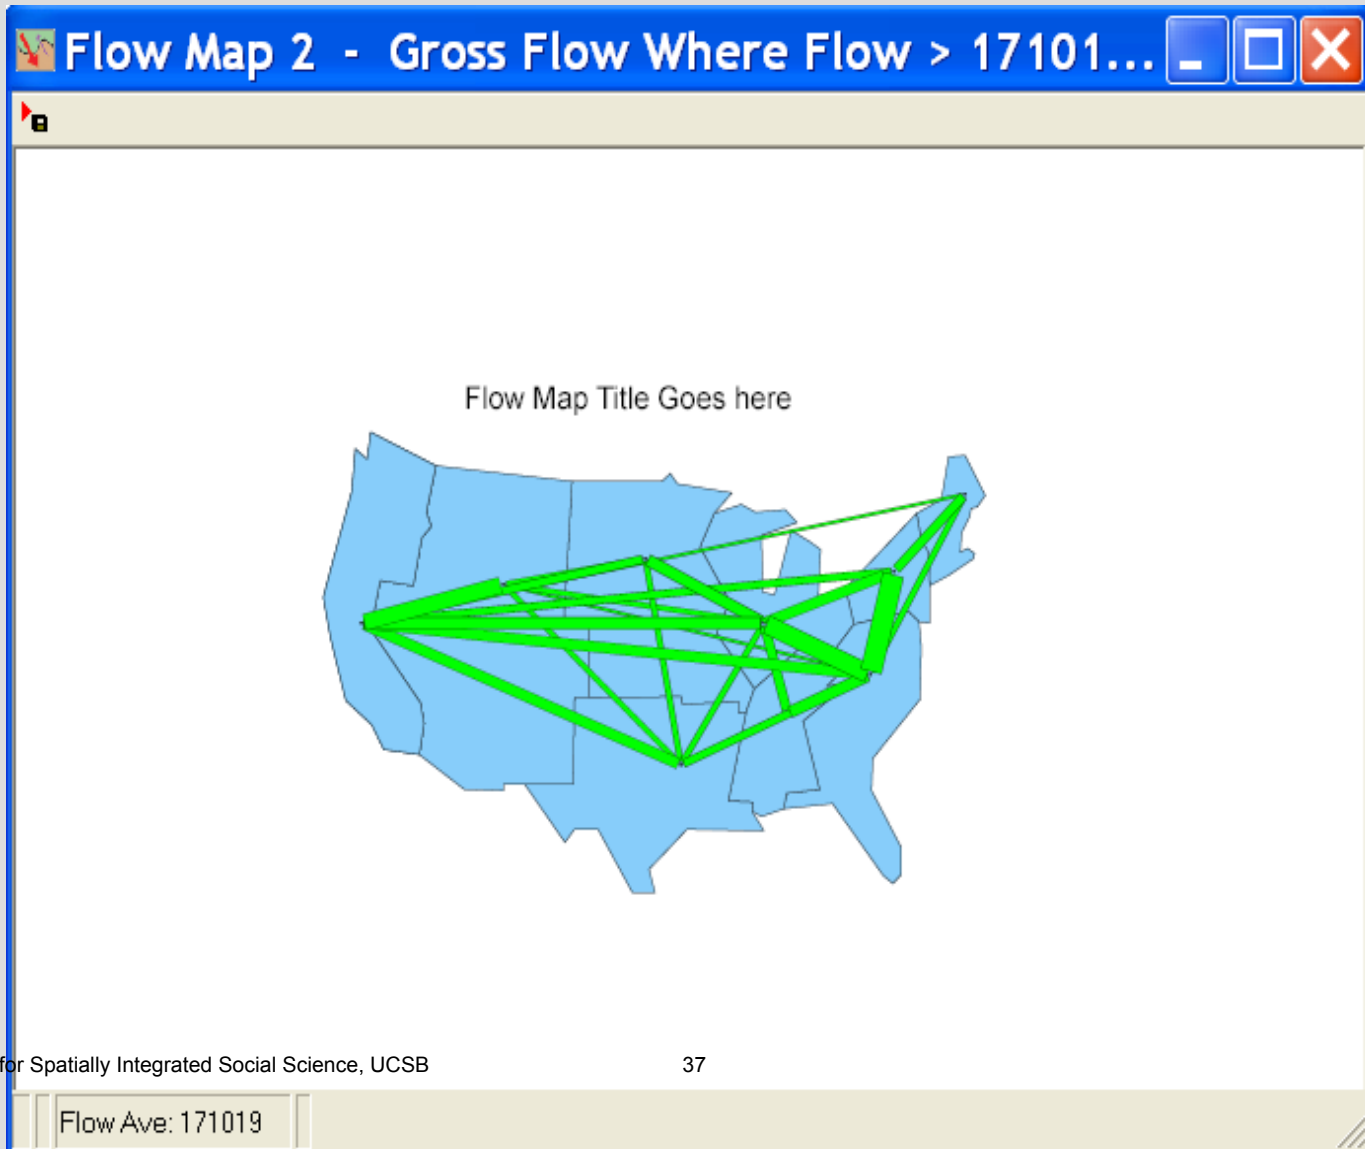 Flow Map 2 - Gross Flow Where Flow > 17101...
Flow Map Title Goes here
for Spatially Integrated Social Science, UCSB 37
Flow Ave: 171019